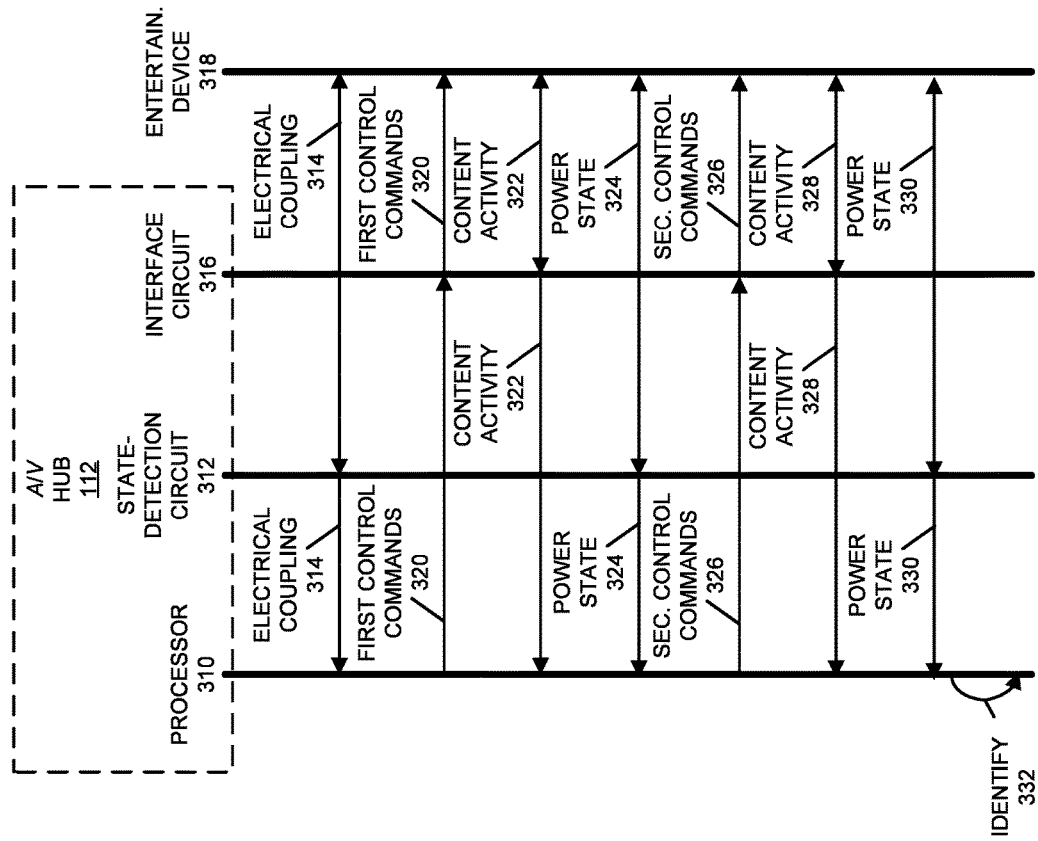 A/V
HUB
112
PROCESSOR
310
STATE-
DETECTION
CIRCUIT
312
INTERFACE
CIRCUIT
316
ENTERTAIN.
DEVICE
318
ELECTRICAL
COUPLING
314
ELECTRICAL
COUPLING
314
FIRST CONTROL
COMMANDS
320
FIRST CONTROL
COMMANDS
320
CONTENT
ACTIVITY
322
CONTENT
ACTIVITY
322
POWER
STATE
324
POWER
STATE
324
SEC. CONTROL
COMMANDS
326
SEC. CONTROL
COMMANDS
326
CONTENT
ACTIVITY
328
CONTENT
ACTIVITY
328
POWER
STATE
330
POWER
STATE
330
IDENTIFY
332